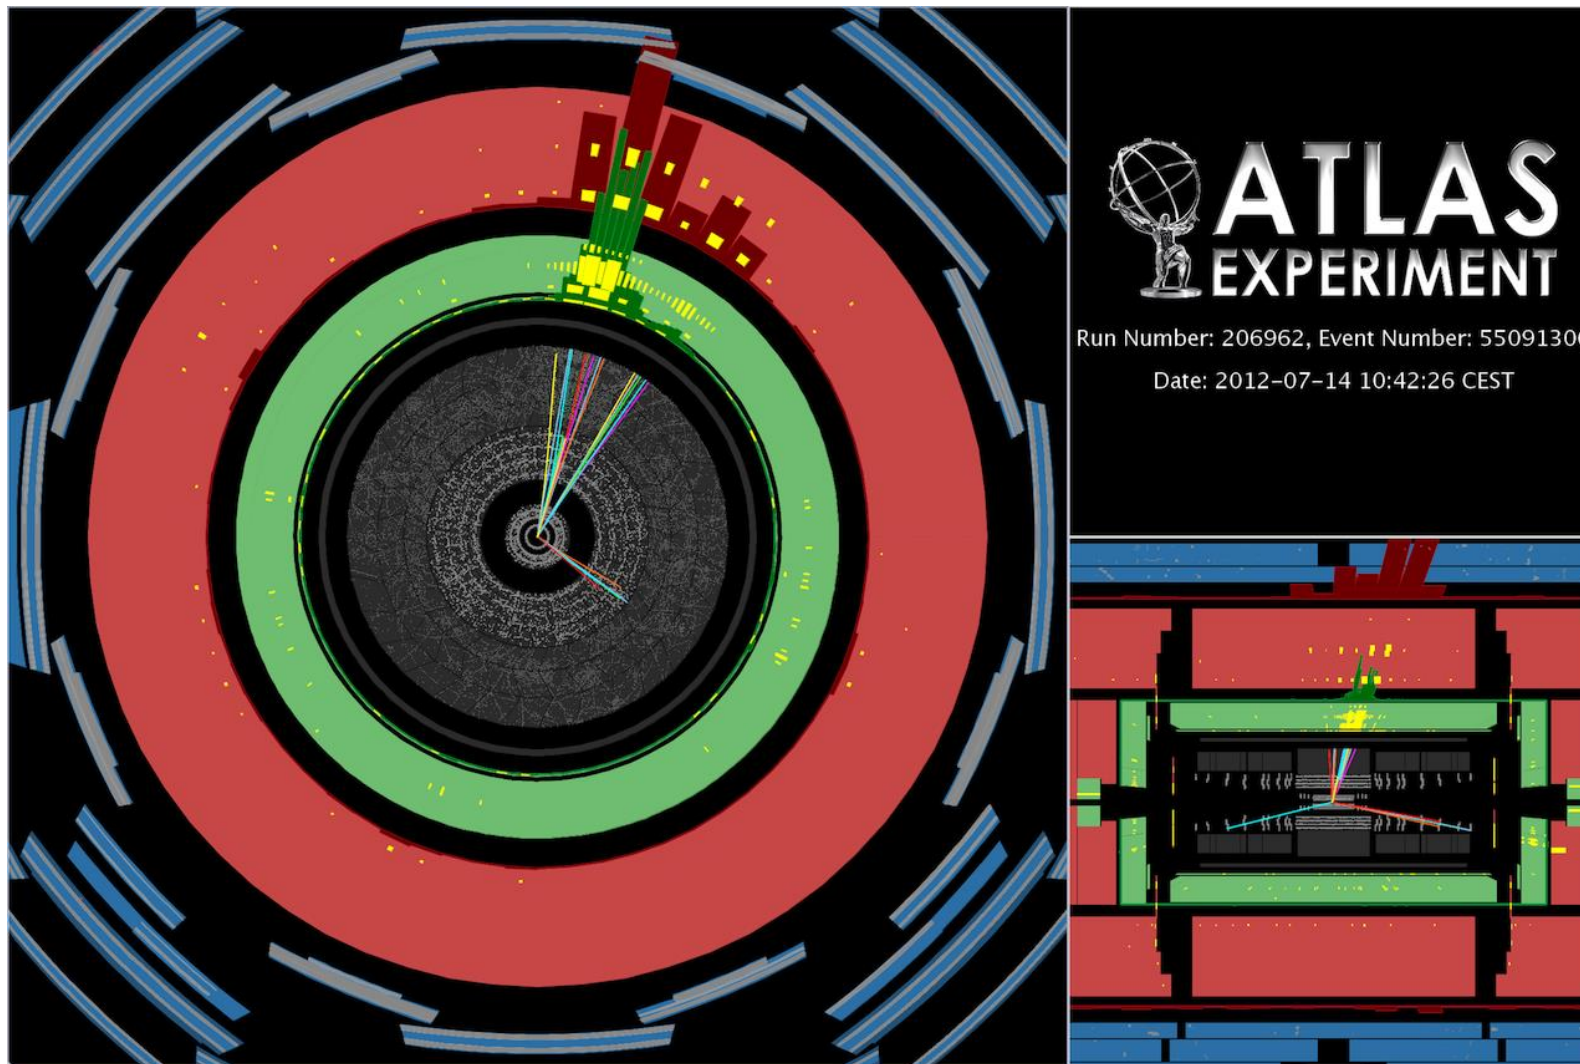 ATLAS
EXPERIMENT
Run Number: 206962, Event Number: 5509130
Date: 2012-07-14 10:42:26 CEST